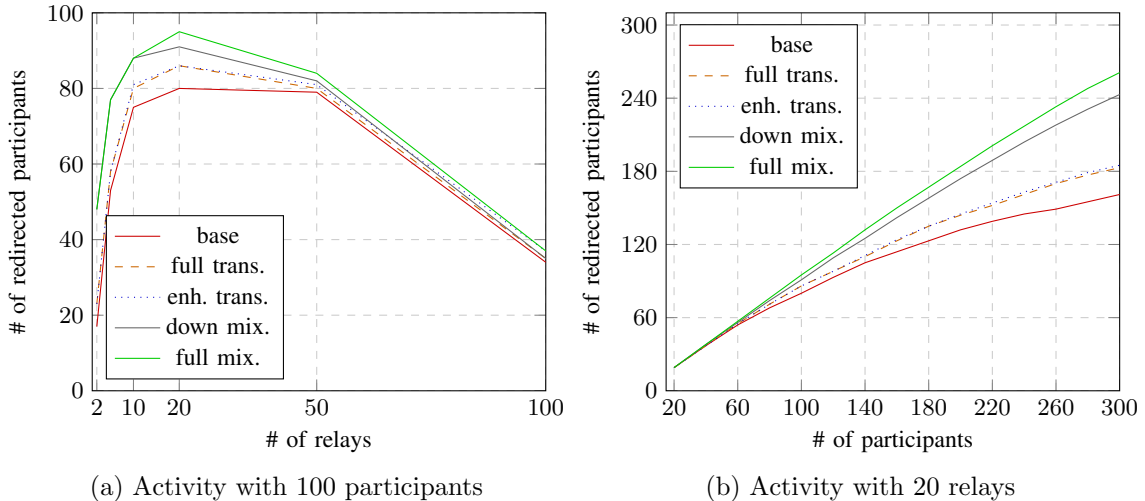 100
80
60
40
20
0
# of redirected participants
base
full trans.
enh. trans.
down mix.
full mix.
2 10 20 50 100
# of relays
(a) Activity with 100 participants
300
240
180
120
60
0
# of redirected participants
base
full trans.
enh. trans.
down mix.
full mix.
20 60 100 140 180 220 260 300
# of participants
(b) Activity with 20 relays